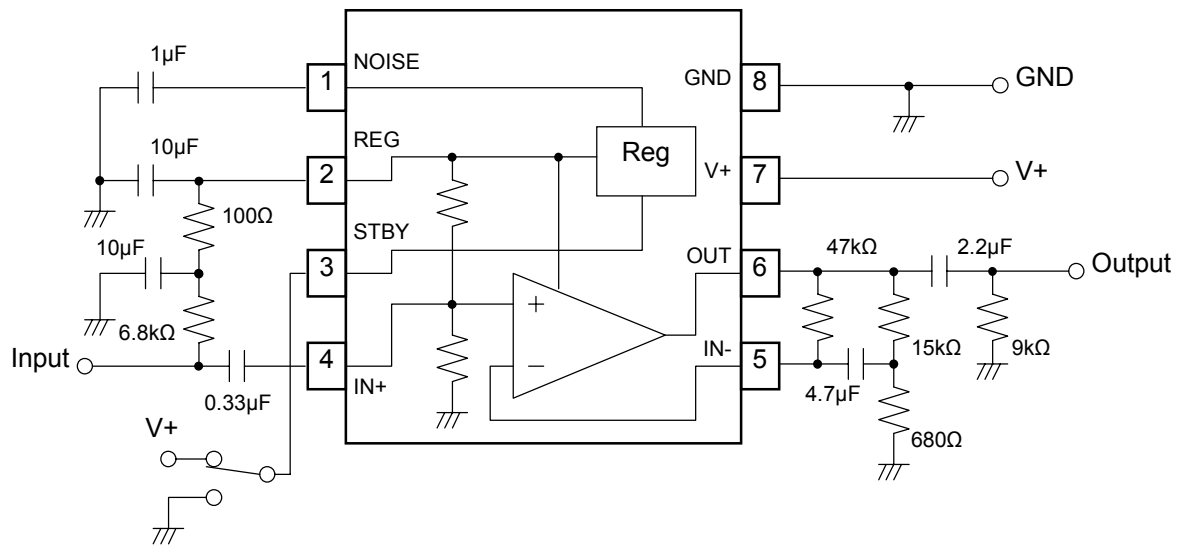 1µF
1
NOISE
GND
8
GND
10µF
2
REG
Reg
V+
7
V+
100Ω
STBY
10µF
3
OUT
6
47kΩ
2.2µF
Output
6.8kΩ
+
Input
4
IN+
−
IN-
5
15kΩ
9kΩ
0.33µF
4.7µF
V+
680Ω